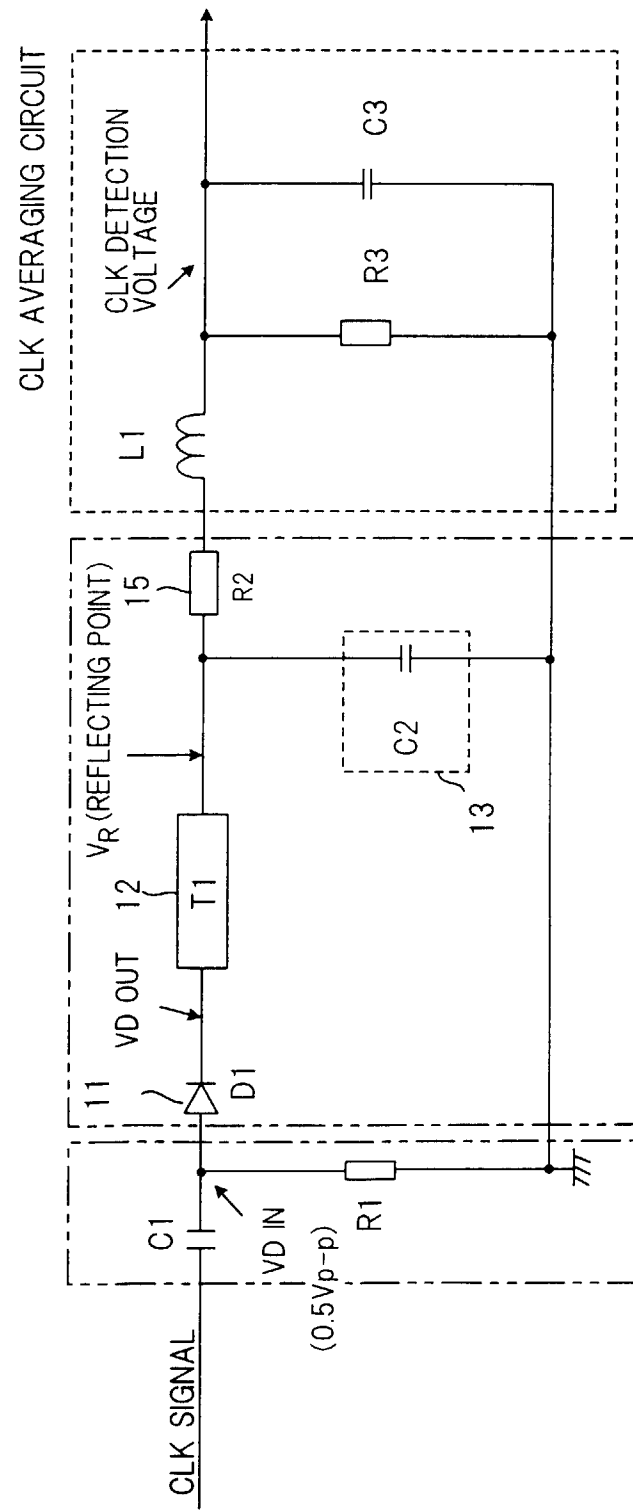 CLK AVERAGING CIRCUIT
CLK DETECTION
VOLTAGE
C3
R3
L1
15
R2
VR (REFLECTING POINT)
C2
13
12
T1
VD OUT
11
D1
C1
VD IN
(0.5Vp-p)
R1
CLK SIGNAL